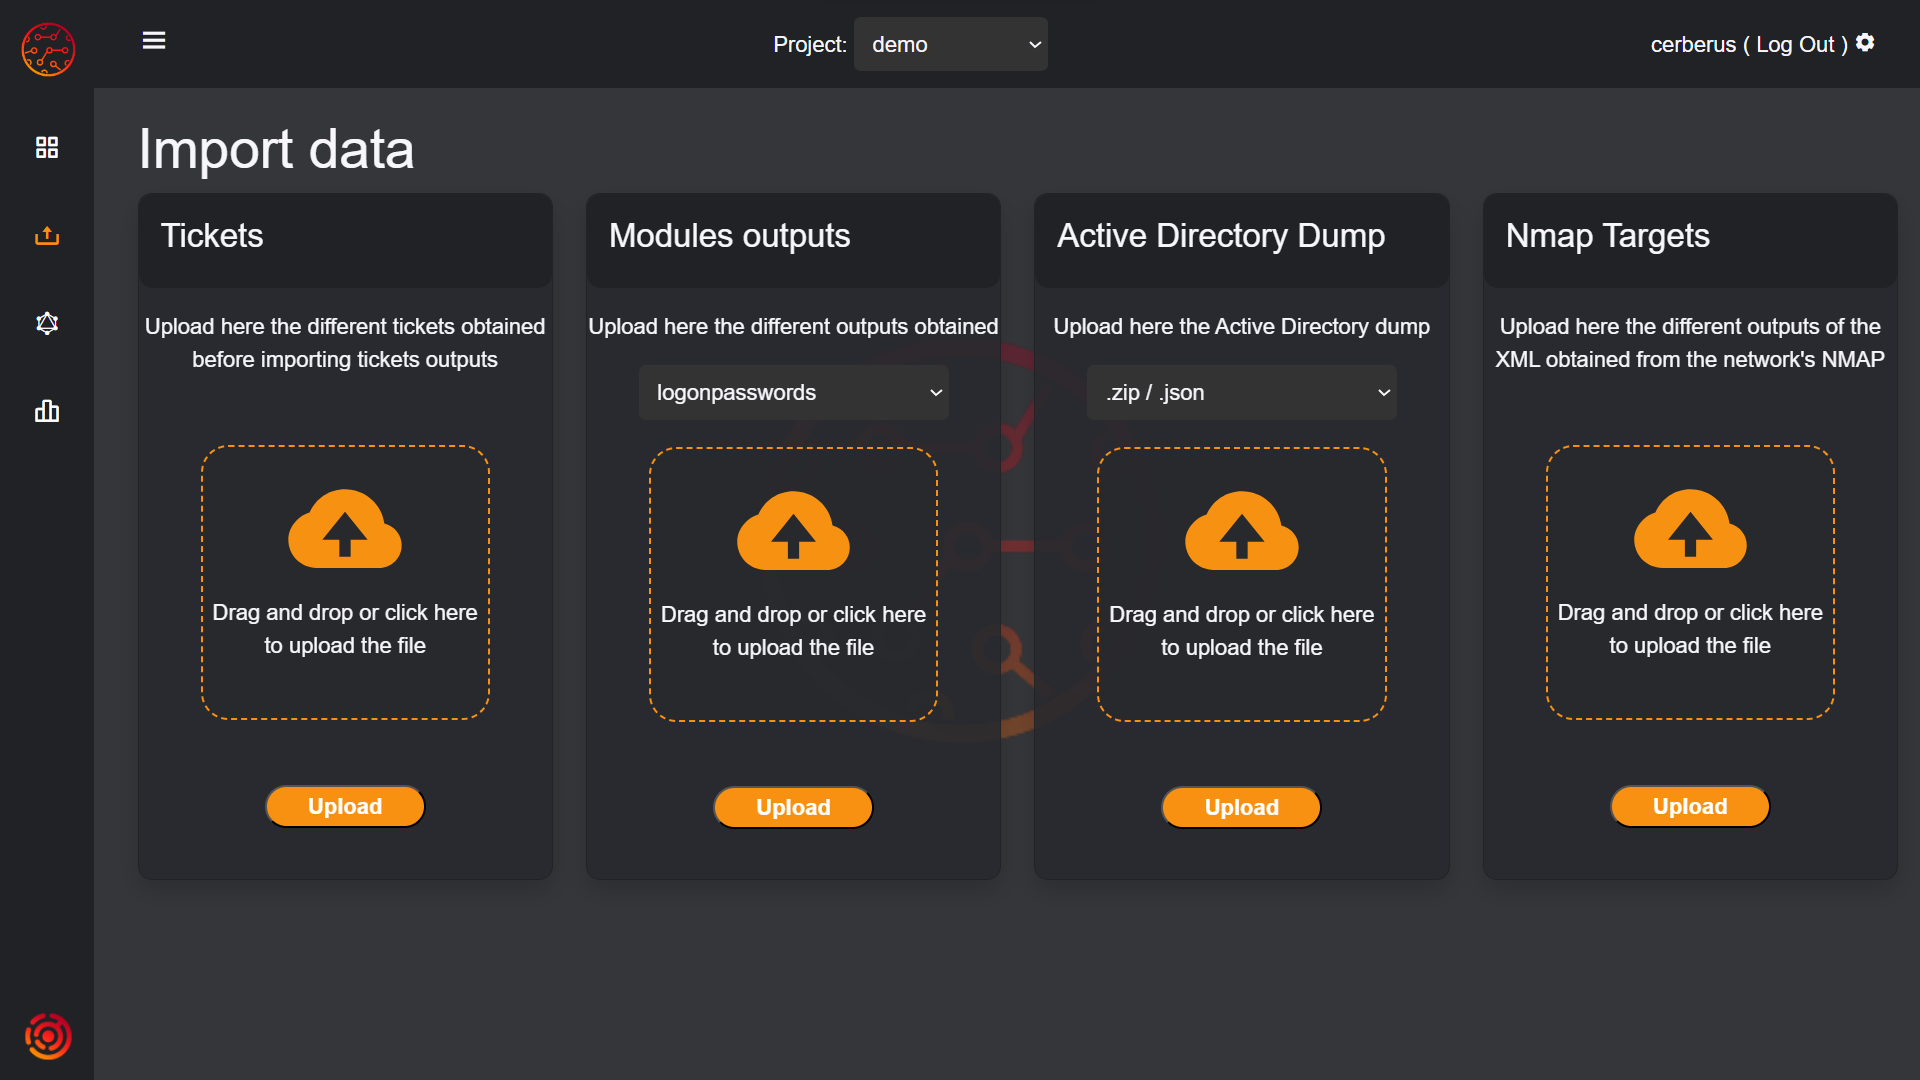 Project: demo
cerberus ( Log Out )
Import data
Tickets
Upload here the different tickets obtained
before importing tickets outputs
Drag and drop or click here
to upload the file
Upload
Modules outputs
Upload here the different outputs obtained
logonpasswords
Drag and drop or click here
to upload the file
Upload
Active Directory Dump
Upload here the Active Directory dump
.zip / .json
Drag and drop or click here
to upload the file
Upload
Nmap Targets
Upload here the different outputs of the
XML obtained from the network's NMAP
Drag and drop or click here
to upload the file
Upload